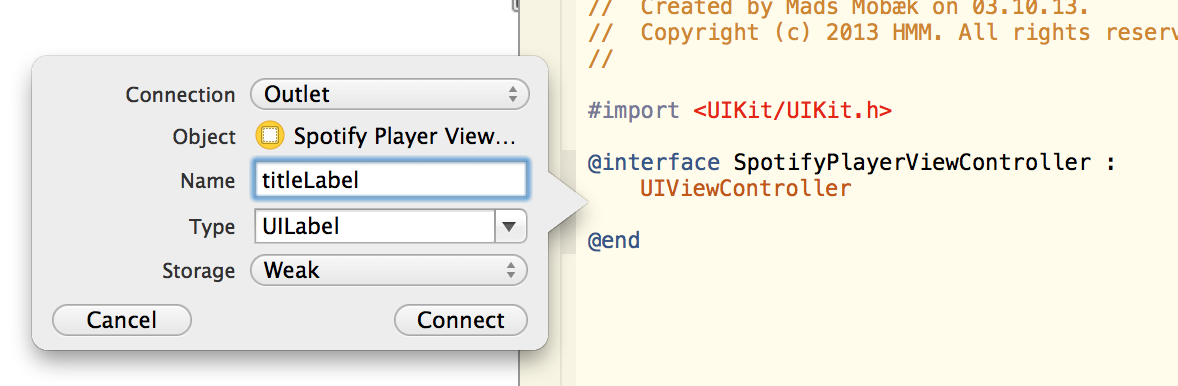 Connection Outlet
Object Spotify Player View...
Name titleLabel
Type UILabel
Storage Weak
Cancel Connect
// Created by Mads Mobæk on 03.10.13.
// Copyright (c) 2013 HMM. All rights reserv
//
#import <UIKit/UIKit.h>
@interface SpotifyPlayerViewController :
UIViewController
@end